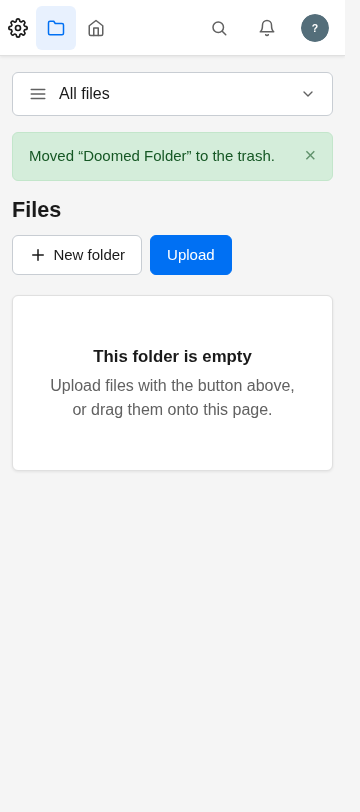 ?
All files
Moved “Doomed Folder” to the trash.
Files
New folder
Upload
This folder is empty
Upload files with the button above,
or drag them onto this page.